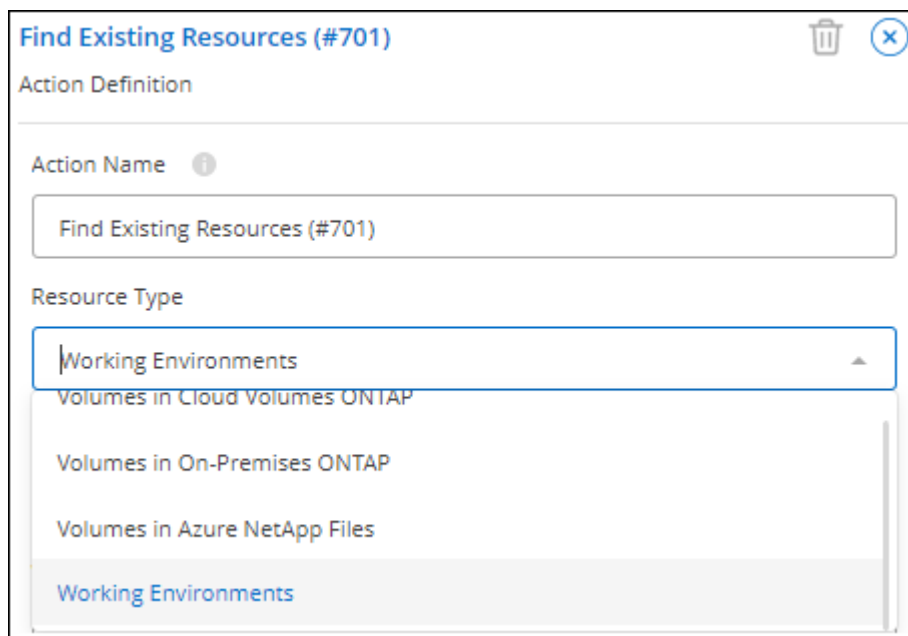 Find Existing Resources (#701)
Action Definition
Action Name
Find Existing Resources (#701)
Resource Type
Working Environments
Volumes in Cloud Volumes ONTAP
Volumes in On-Premises ONTAP
Volumes in Azure NetApp Files
Working Environments